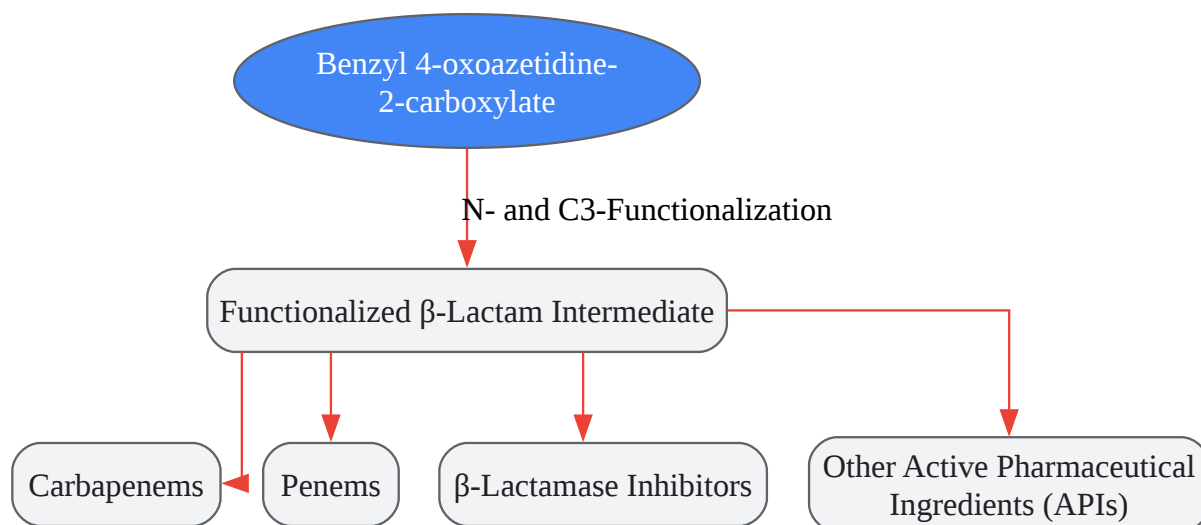 Benzyl 4-oxoazetidine-
2-carboxylate
N- and C3-Functionalization
Functionalized β-Lactam Intermediate
Carbapenems
Penems
β-Lactamase Inhibitors
Other Active Pharmaceutical
Ingredients (APIs)